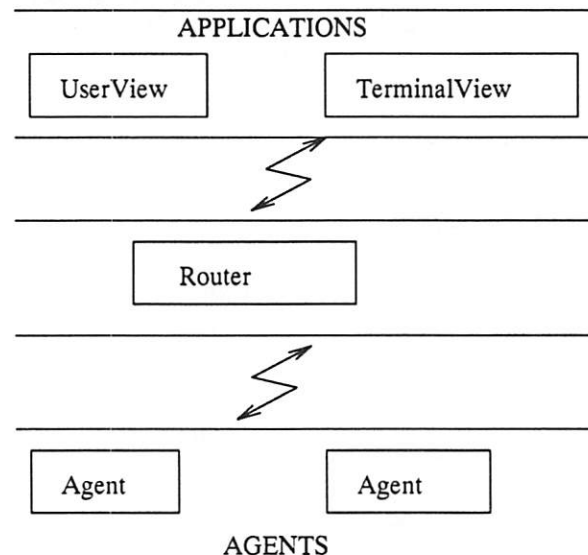 APPLICATIONS
UserView
TerminalView
Router
Agent
Agent
AGENTS